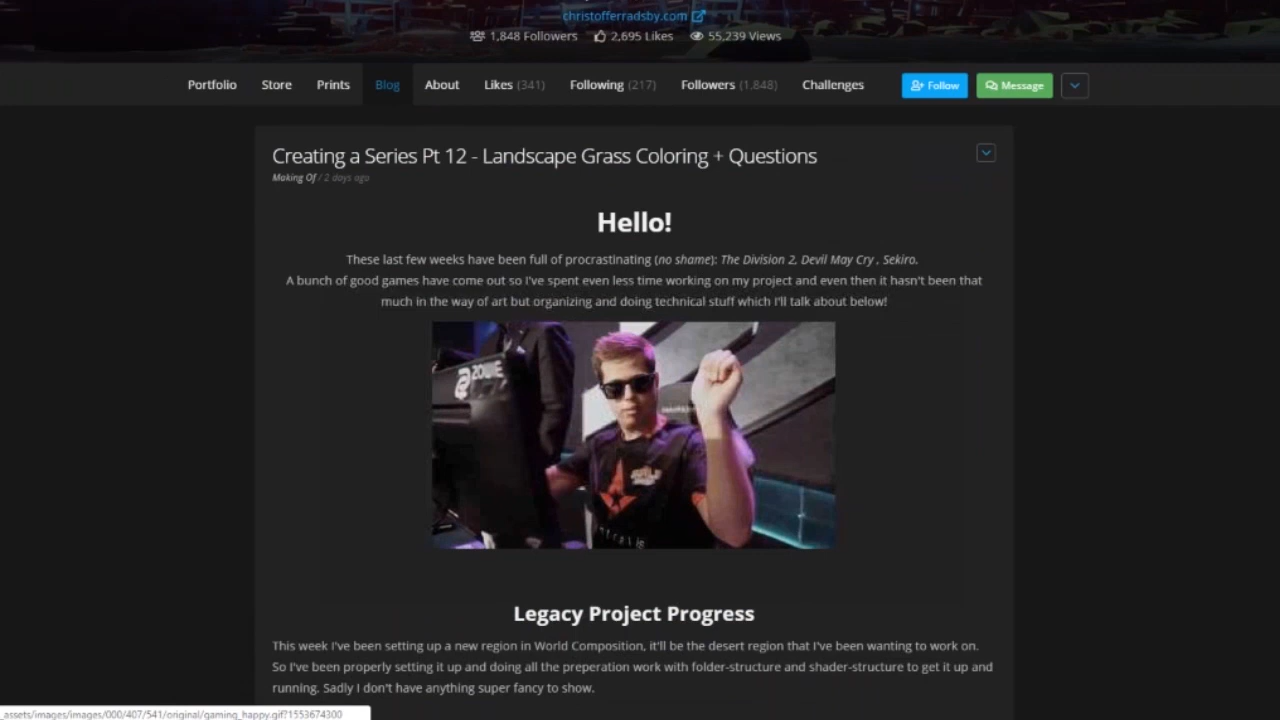 christofferradsby.com
1,848 Followers 2,695 Likes 55,239 Views
Portfolio Store Prints Blog About Likes (341) Following (217) Followers (1,848) Challenges Follow Message
Creating a Series Pt 12 - Landscape Grass Coloring + Questions
Making Of / 2 days ago
Hello!
These last few weeks have been full of procrastinating (no shame): The Division 2, Devil May Cry , Sekiro.
A bunch of good games have come out so I've spent even less time working on my project and even then it hasn't been that
much in the way of art but organizing and doing technical stuff which I'll talk about below!
ZOWIE
Legacy Project Progress
This week I've been setting up a new region in World Composition, it'll be the desert region that I've been wanting to work on.
So I've been properly setting it up and doing all the preperation work with folder-structure and shader-structure to get it up and
running. Sadly I don't have anything super fancy to show.
_assets/images/images/000/407/541/original/gaming_happy.gif?1553674300